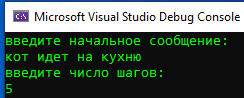 Microsoft Visual Studio Debug Console
введите начальное сообщение:
кот идет на кухню
введите число шагов:
5